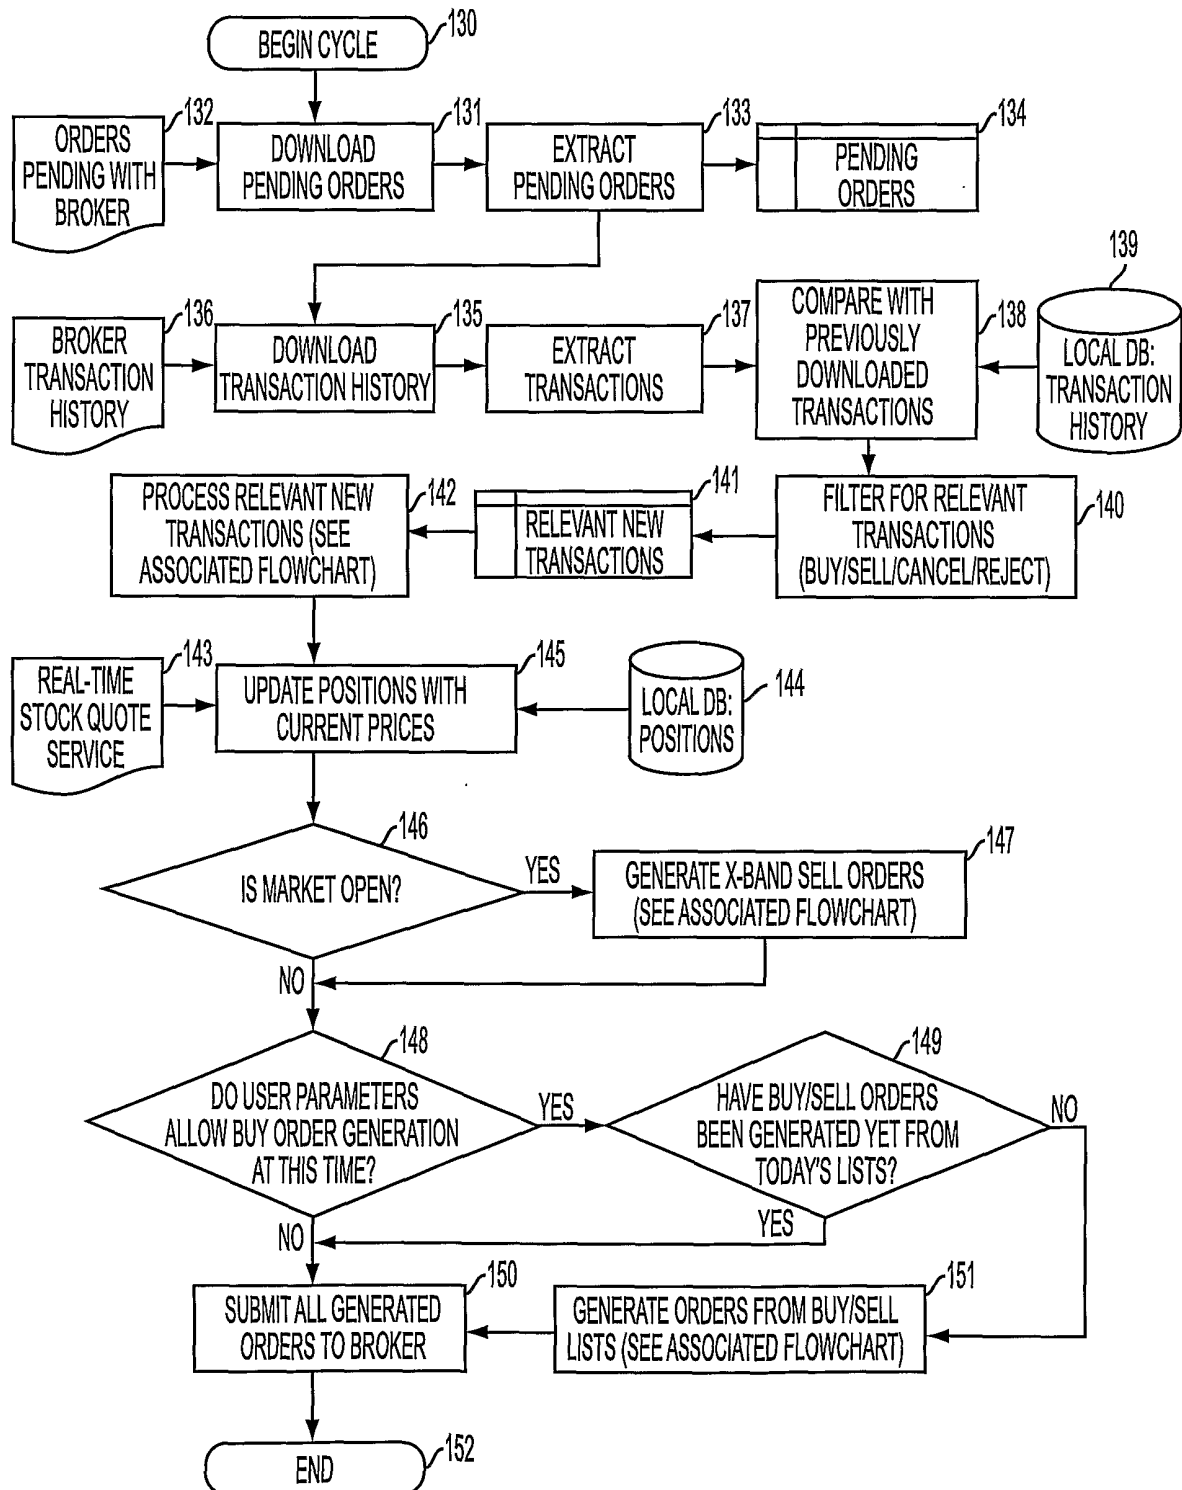 BEGIN CYCLE
130
132
ORDERS
PENDING WITH
BROKER
131
DOWNLOAD
PENDING ORDERS
133
EXTRACT
PENDING ORDERS
134
PENDING
ORDERS
136
BROKER
TRANSACTION
HISTORY
135
DOWNLOAD
TRANSACTION HISTORY
137
EXTRACT
TRANSACTIONS
138
COMPARE WITH
PREVIOUSLY
DOWNLOADED
TRANSACTIONS
139
LOCAL DB:
TRANSACTION
HISTORY
140
FILTER FOR RELEVANT
TRANSACTIONS
(BUY/SELL/CANCEL/REJECT)
141
RELEVANT NEW
TRANSACTIONS
142
PROCESS RELEVANT NEW
TRANSACTIONS (SEE
ASSOCIATED FLOWCHART)
143
REAL-TIME
STOCK QUOTE
SERVICE
145
UPDATE POSITIONS WITH
CURRENT PRICES
144
LOCAL DB:
POSITIONS
146
IS MARKET OPEN?
YES
147
GENERATE X-BAND SELL ORDERS
(SEE ASSOCIATED FLOWCHART)
NO
148
DO USER PARAMETERS
ALLOW BUY ORDER GENERATION
AT THIS TIME?
YES
149
HAVE BUY/SELL ORDERS
BEEN GENERATED YET FROM
TODAY'S LISTS?
NO
YES
NO
150
SUBMIT ALL GENERATED
ORDERS TO BROKER
151
GENERATE ORDERS FROM BUY/SELL
LISTS (SEE ASSOCIATED FLOWCHART)
152
END